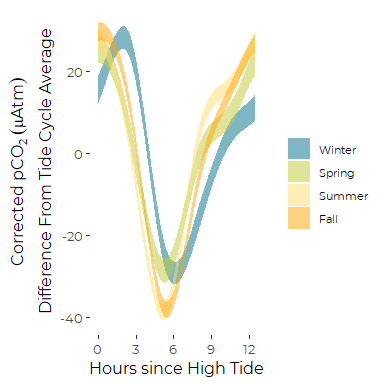 Corrected pCO₂ (μAtm)
Difference From Tide Cycle Average
20
0
-20
-40
0 3 6 9 12
Hours since High Tide
Winter
Spring
Summer
Fall